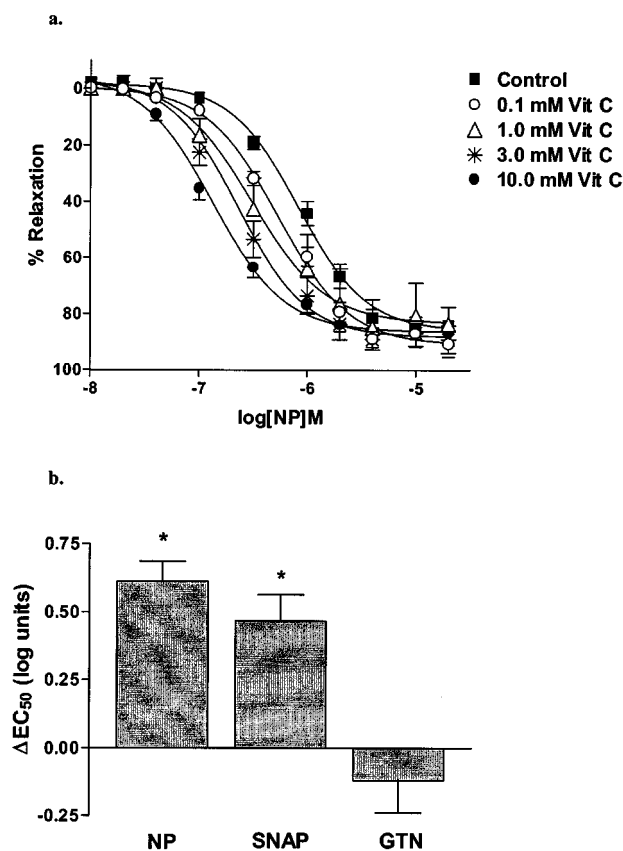 a.
0
20
40
60
80
100
% Relaxation
-8
-7
-6
-5
log[NP]M
Control
0.1 mM Vit C
1.0 mM Vit C
3.0 mM Vit C
10.0 mM Vit C
b.
0.75
0.50
0.25
0.00
-0.25
ΔEC50 (log units)
*
*
NP
SNAP
GTN